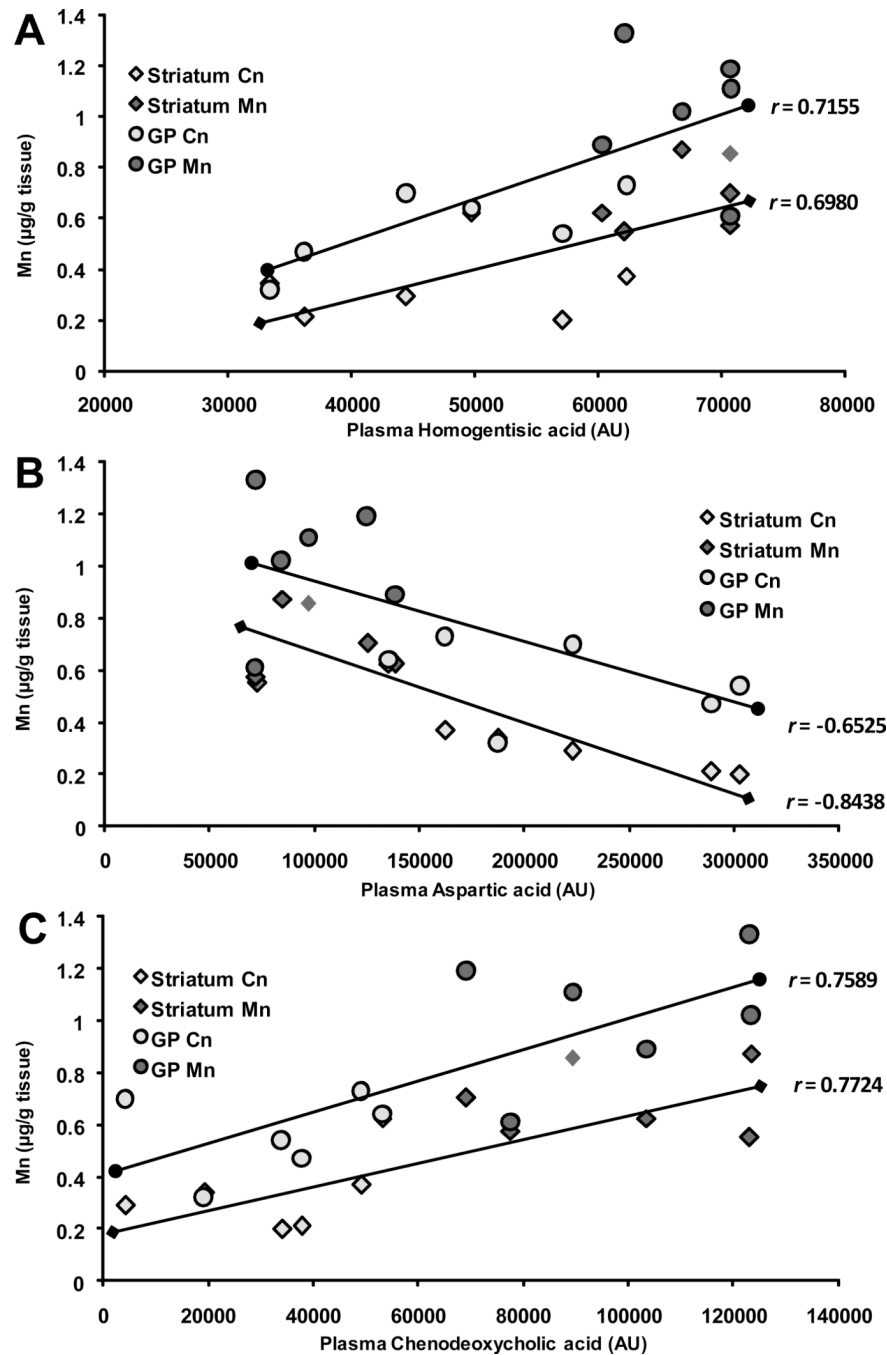 A
1.4
1.2
1
0.8
0.6
0.4
0.2
0
Mn (µg/g tissue)
Striatum Cn
Striatum Mn
GP Cn
GP Mn
r = 0.7155
r = 0.6980
20000 30000 40000 50000 60000 70000 80000
Plasma Homogentisic acid (AU)
B
1.4
1.2
1
0.8
0.6
0.4
0.2
0
Mn (µg/g tissue)
Striatum Cn
Striatum Mn
GP Cn
GP Mn
r = -0.6525
r = -0.8438
0 50000 100000 150000 200000 250000 300000 350000
Plasma Aspartic acid (AU)
C
1.4
1.2
1
0.8
0.6
0.4
0.2
0
Mn (µg/g tissue)
Striatum Cn
Striatum Mn
GP Cn
GP Mn
r = 0.7589
r = 0.7724
0 20000 40000 60000 80000 100000 120000 140000
Plasma Chenodeoxycholic acid (AU)